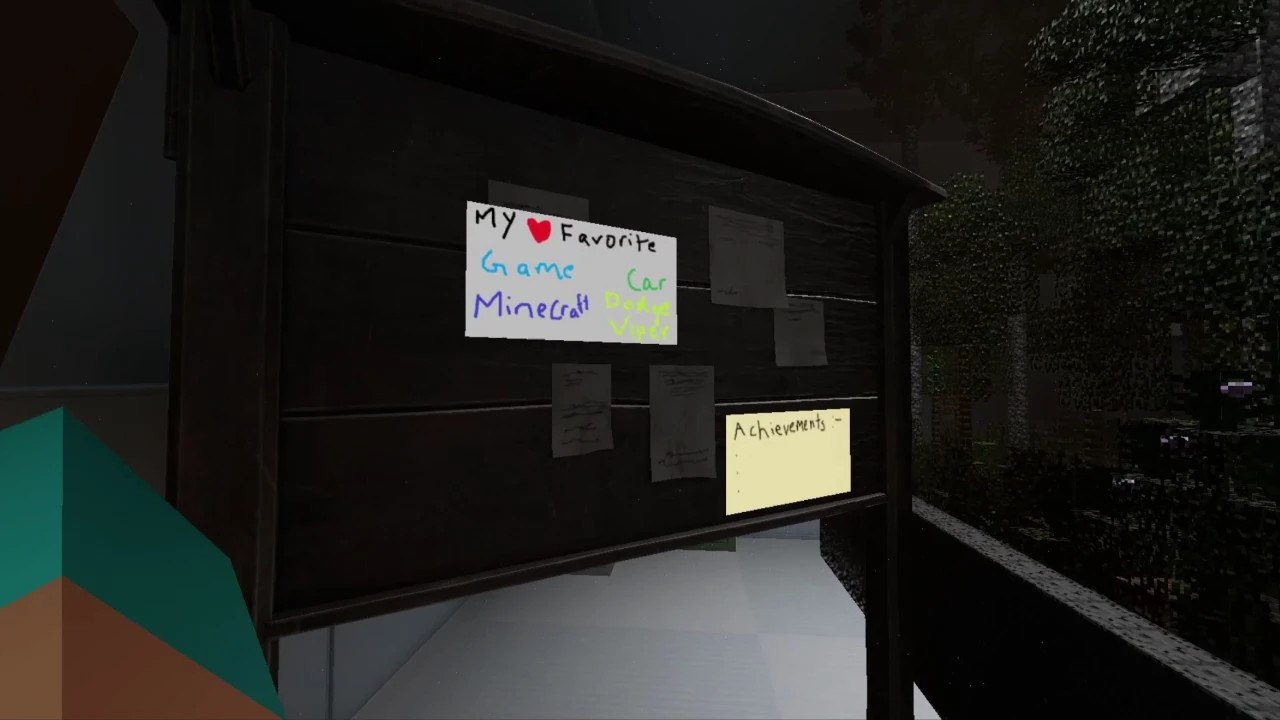 My ❤ Favorite
Game
Car
Minecraft
Dodge
Viper
Achievements :-